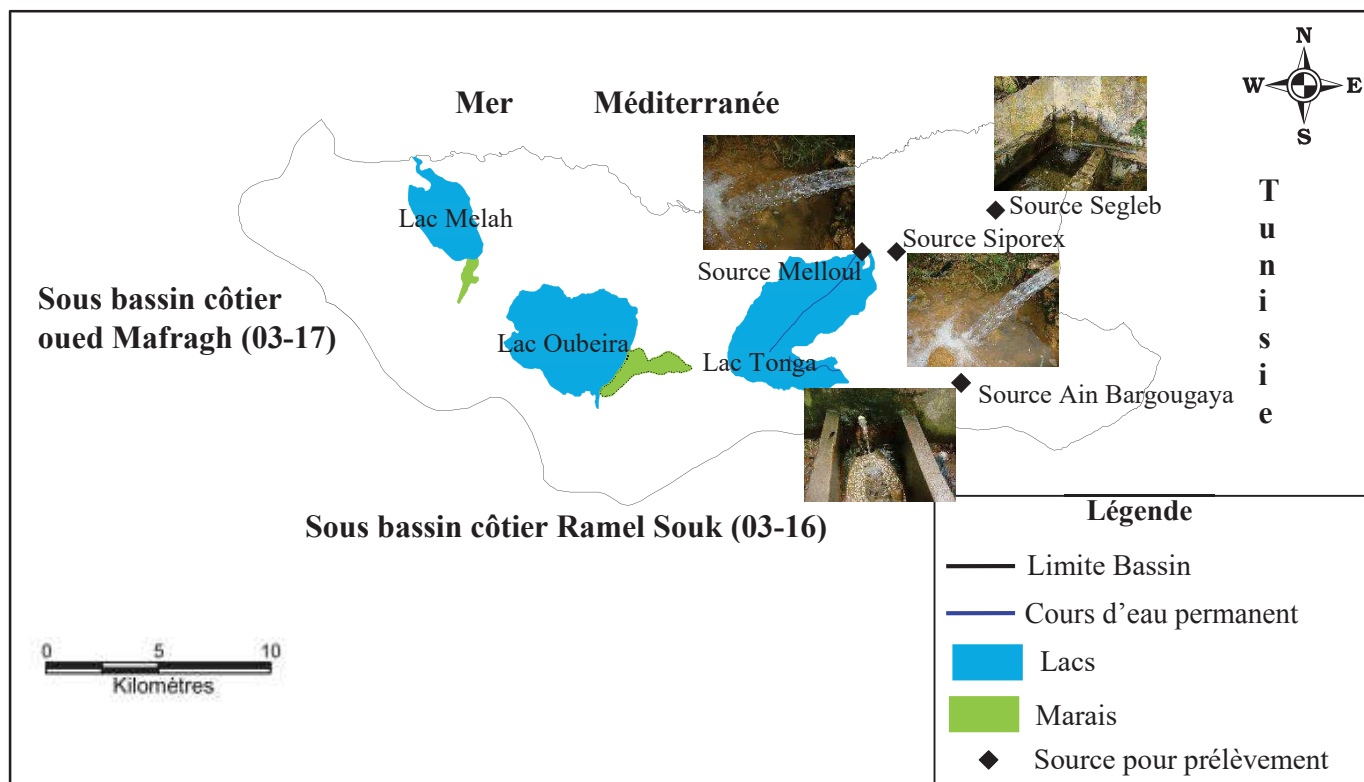 N
W E
S
Mer Méditerranée
Tunisie
Source Segleb
Lac Melah
Source Siporex
Source Melloul
Sous bassin côtier
oued Mafragh (03-17)
Lac Oubeira
Lac Tonga
Source Ain Bargougaya
Sous bassin côtier Ramel Souk (03-16)
Légende
Limite Bassin
Cours d’eau permanent
Lacs
Marais
Source pour prélèvement
0 5 10
Kilomètres